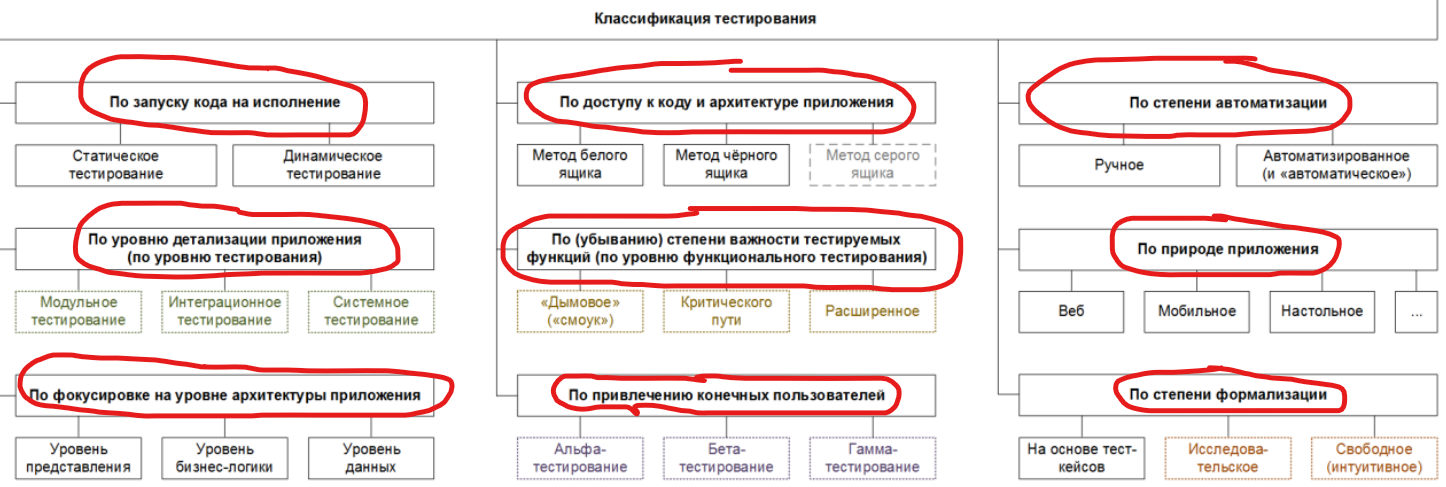 Классификация тестирования
По запуску кода на исполнение
Статическое
тестирование
Динамическое
тестирование
По доступу к коду и архитектуре приложения
Метод белого
ящика
Метод чёрного
ящика
Метод серого
ящика
По степени автоматизации
Ручное
Автоматизированное
(и «автоматическое»)
По уровню детализации приложения
(по уровню тестирования)
Модульное
тестирование
Интеграционное
тестирование
Системное
тестирование
По (убыванию) степени важности тестируемых
функций (по уровню функционального тестирования)
«Дымовое»
(«смоук»)
Критического
пути
Расширенное
По природе приложения
Веб
Мобильное
Настольное
...
По фокусировке на уровне архитектуры приложения
Уровень
представления
Уровень
бизнес-логики
Уровень
данных
По привлечению конечных пользователей
Альфа-
тестирование
Бета-
тестирование
Гамма-
тестирование
По степени формализации
На основе тест-
кейсов
Исследова-
тельское
Свободное
(интуитивное)